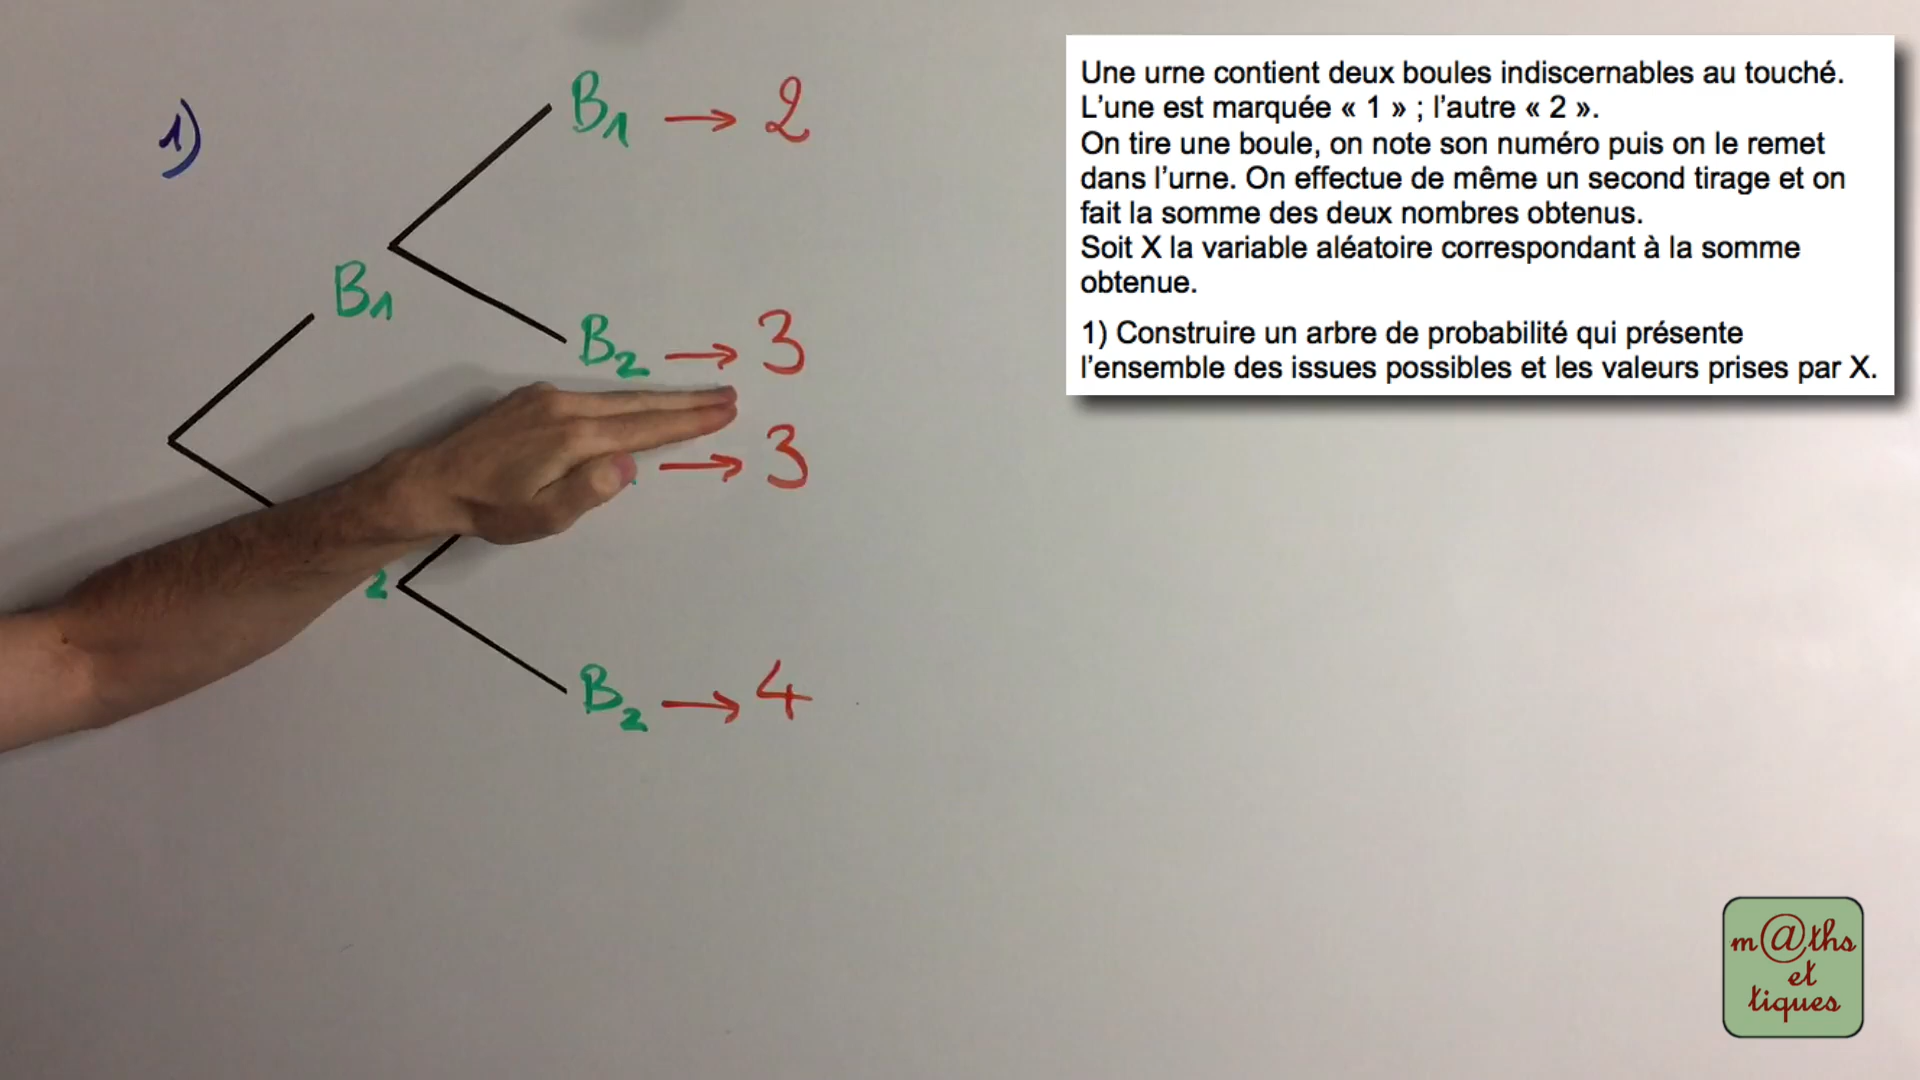 1)
B1 → 2
B1
B2 → 3
→ 3
2
B2 → 4
Une urne contient deux boules indiscernables au touché.
L’une est marquée « 1 » ; l’autre « 2 ».
On tire une boule, on note son numéro puis on le remet
dans l’urne. On effectue de même un second tirage et on
fait la somme des deux nombres obtenus.
Soit X la variable aléatoire correspondant à la somme
obtenue.
1) Construire un arbre de probabilité qui présente
l’ensemble des issues possibles et les valeurs prises par X.
m@ths
et
tiques